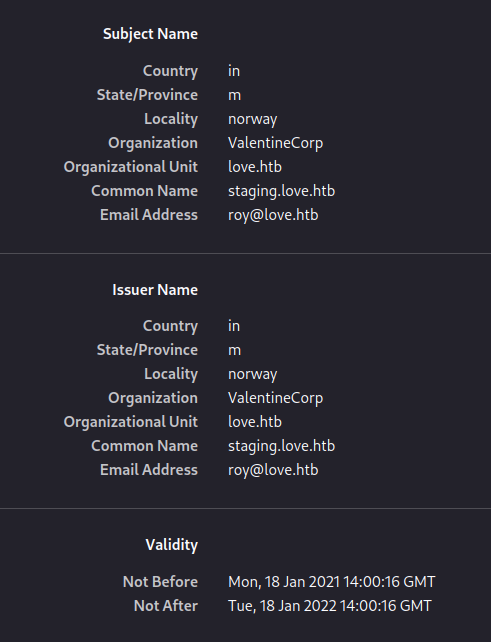 Subject Name
Country in
State/Province m
Locality norway
Organization ValentineCorp
Organizational Unit love.htb
Common Name staging.love.htb
Email Address roy@love.htb
Issuer Name
Country in
State/Province m
Locality norway
Organization ValentineCorp
Organizational Unit love.htb
Common Name staging.love.htb
Email Address roy@love.htb
Validity
Not Before Mon, 18 Jan 2021 14:00:16 GMT
Not After Tue, 18 Jan 2022 14:00:16 GMT